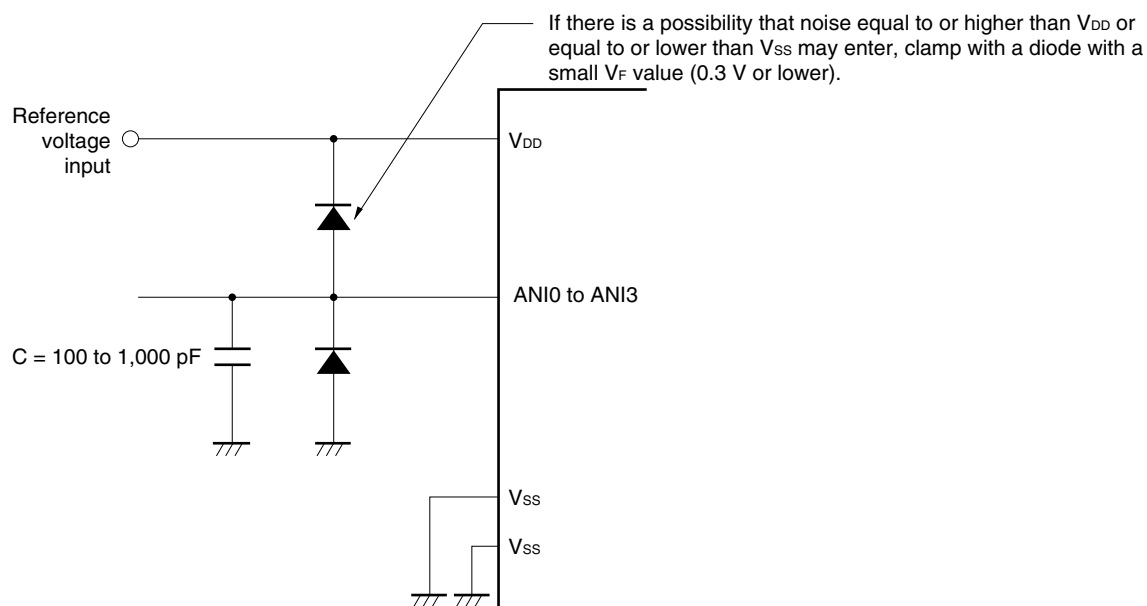 If there is a possibility that noise equal to or higher than VDD or
equal to or lower than VSS may enter, clamp with a diode with a
small VF value (0.3 V or lower).
Reference
voltage
input
VDD
ANI0 to ANI3
C = 100 to 1,000 pF
VSS
VSS